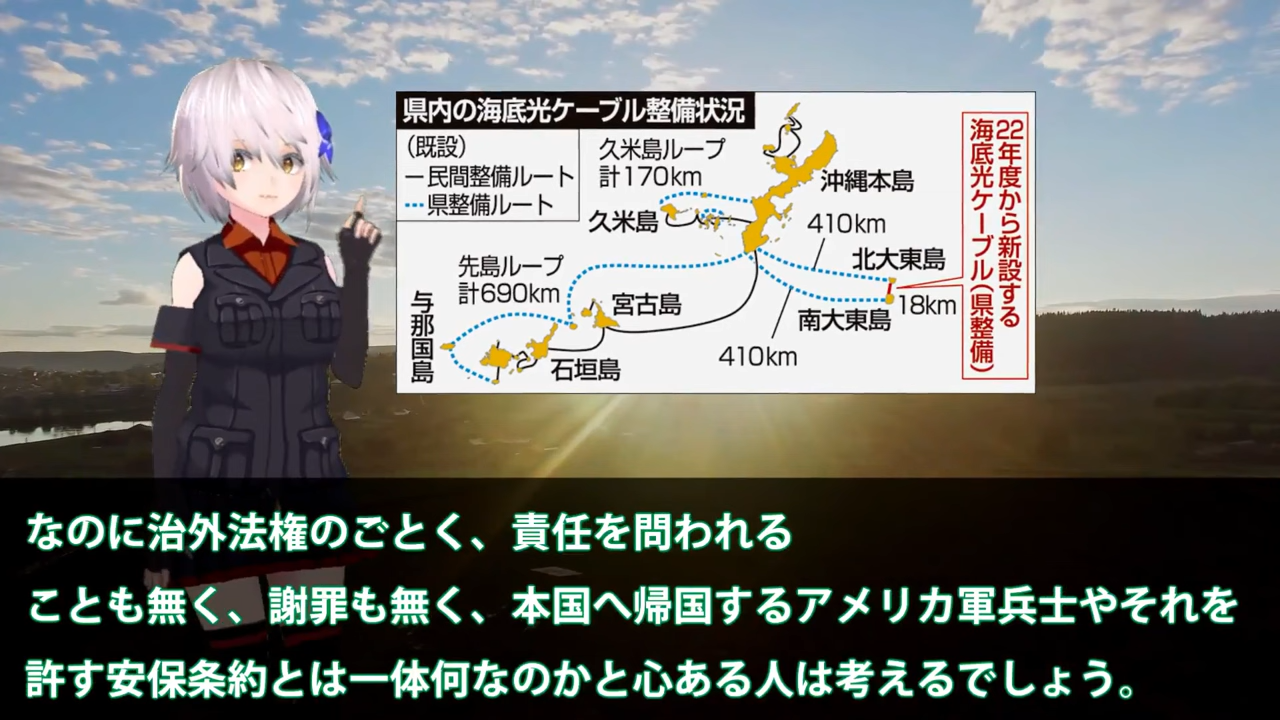 県内の海底光ケーブル整備状況
(既設)
民間整備ルート
県整備ルート
久米島ループ
計170km
沖縄本島
久米島
410km
北大東島
先島ループ
計690km
宮古島
18km
与那国島
南大東島
410km
石垣島
22年度から新設する
海底光ケーブル(県整備)
なのに治外法権のごとく、責任を問われる
ことも無く、謝罪も無く、本国へ帰国するアメリカ軍兵士やそれを
許す安保条約とは一体何なのかと心ある人は考えるでしょう。